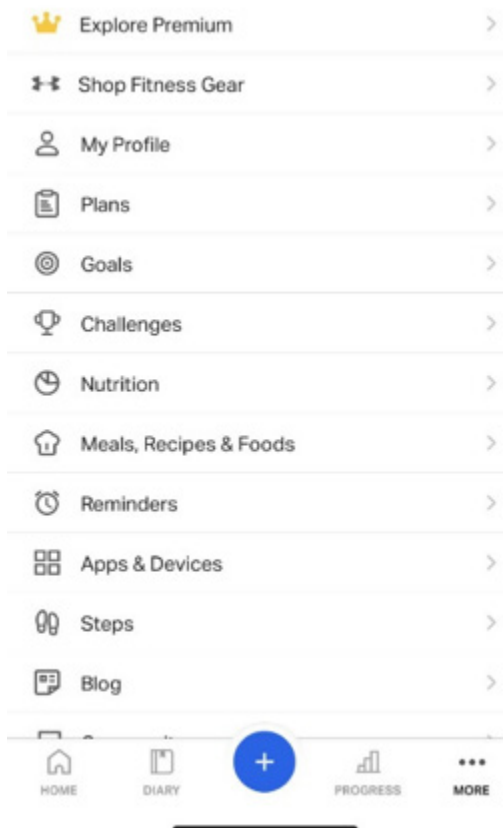 Explore Premium
Shop Fitness Gear
My Profile
Plans
Goals
Challenges
Nutrition
Meals, Recipes & Foods
Reminders
Apps & Devices
Steps
Blog
HOME DIARY PROGRESS MORE